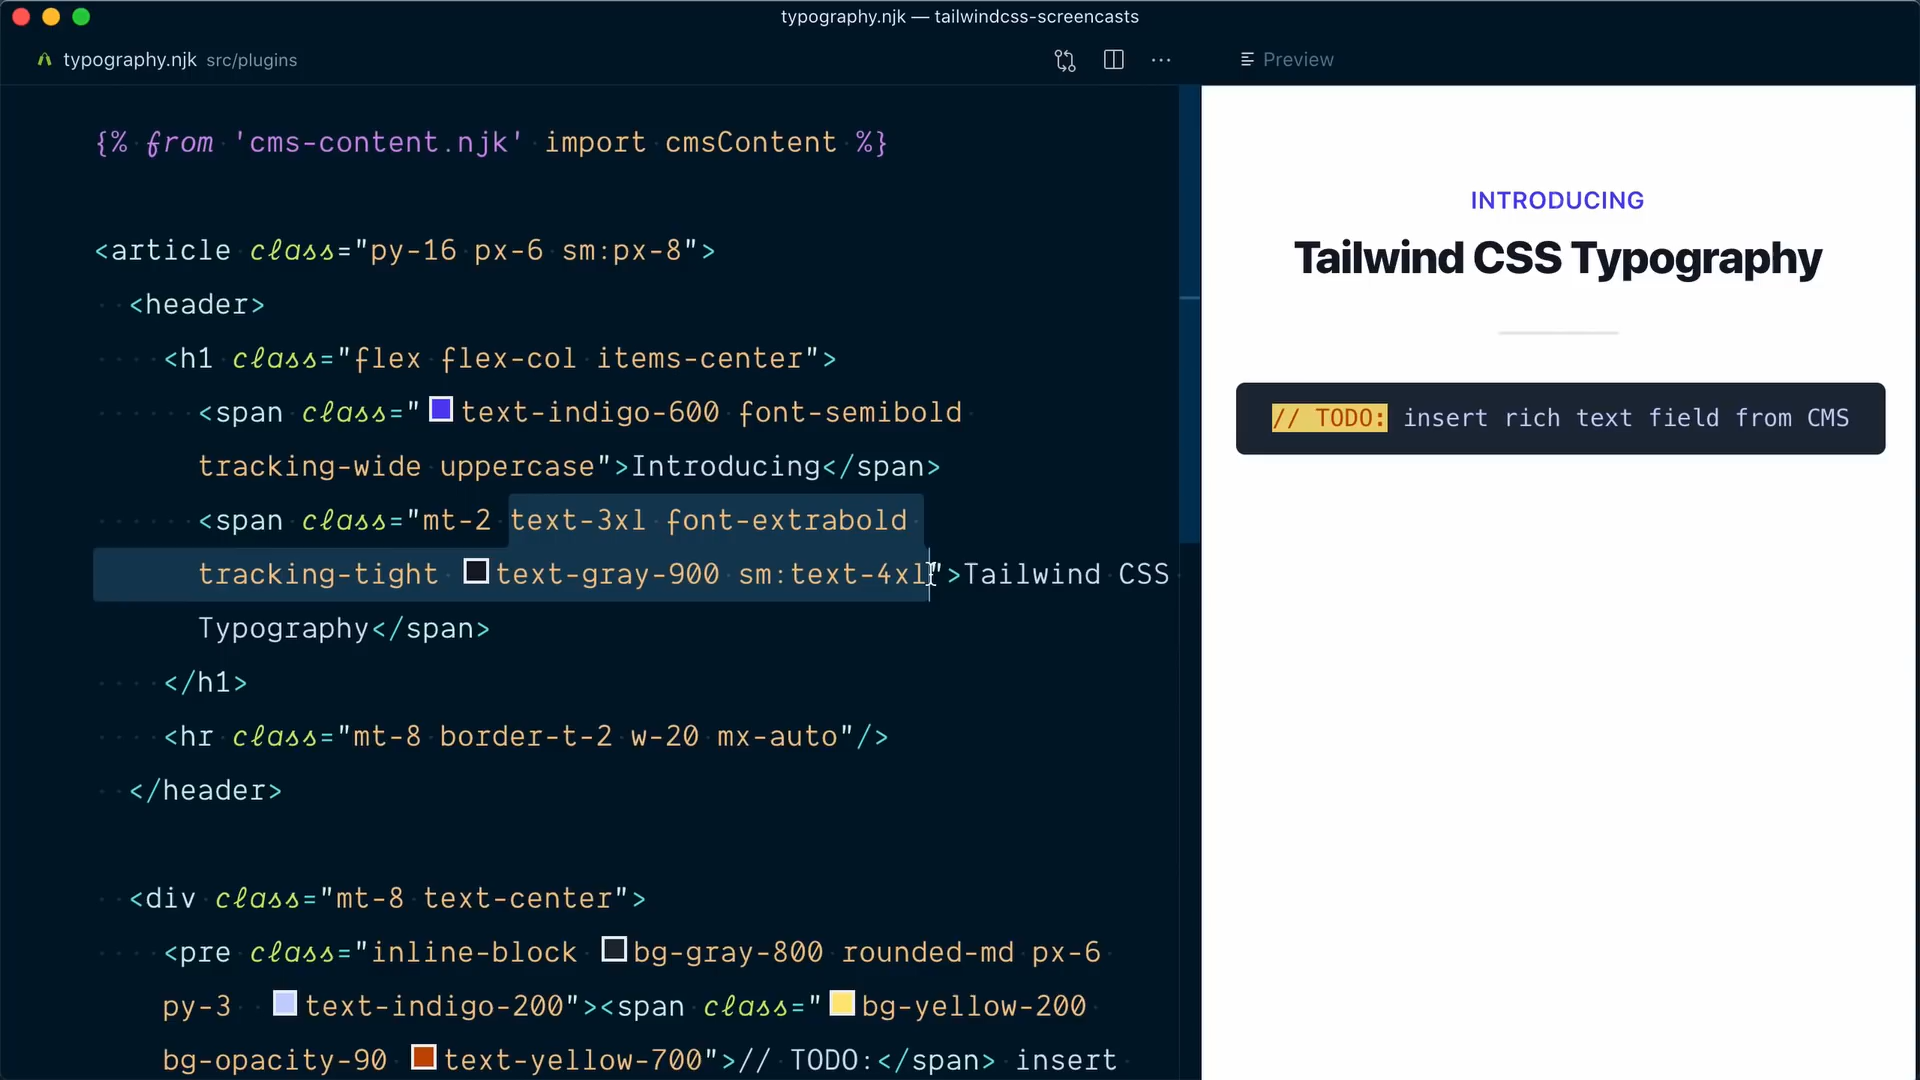 typography.njk — tailwindcss-screencasts
typography.njk src/plugins
Preview
{% from 'cms-content.njk' import cmsContent %}
<article class="py-16 px-6 sm:px-8">
<header>
<h1 class="flex flex-col items-center">
<span class="text-indigo-600 font-semibold
tracking-wide uppercase">Introducing</span>
<span class="mt-2 text-3xl font-extrabold
tracking-tight text-gray-900 sm:text-4xl">Tailwind CSS
Typography</span>
</h1>
<hr class="mt-8 border-t-2 w-20 mx-auto"/>
</header>
<div class="mt-8 text-center">
<pre class="inline-block bg-gray-800 rounded-md px-6
py-3 text-indigo-200"><span class="bg-yellow-200
bg-opacity-90 text-yellow-700">// TODO:</span> insert
INTRODUCING
Tailwind CSS Typography
// TODO: insert rich text field from CMS